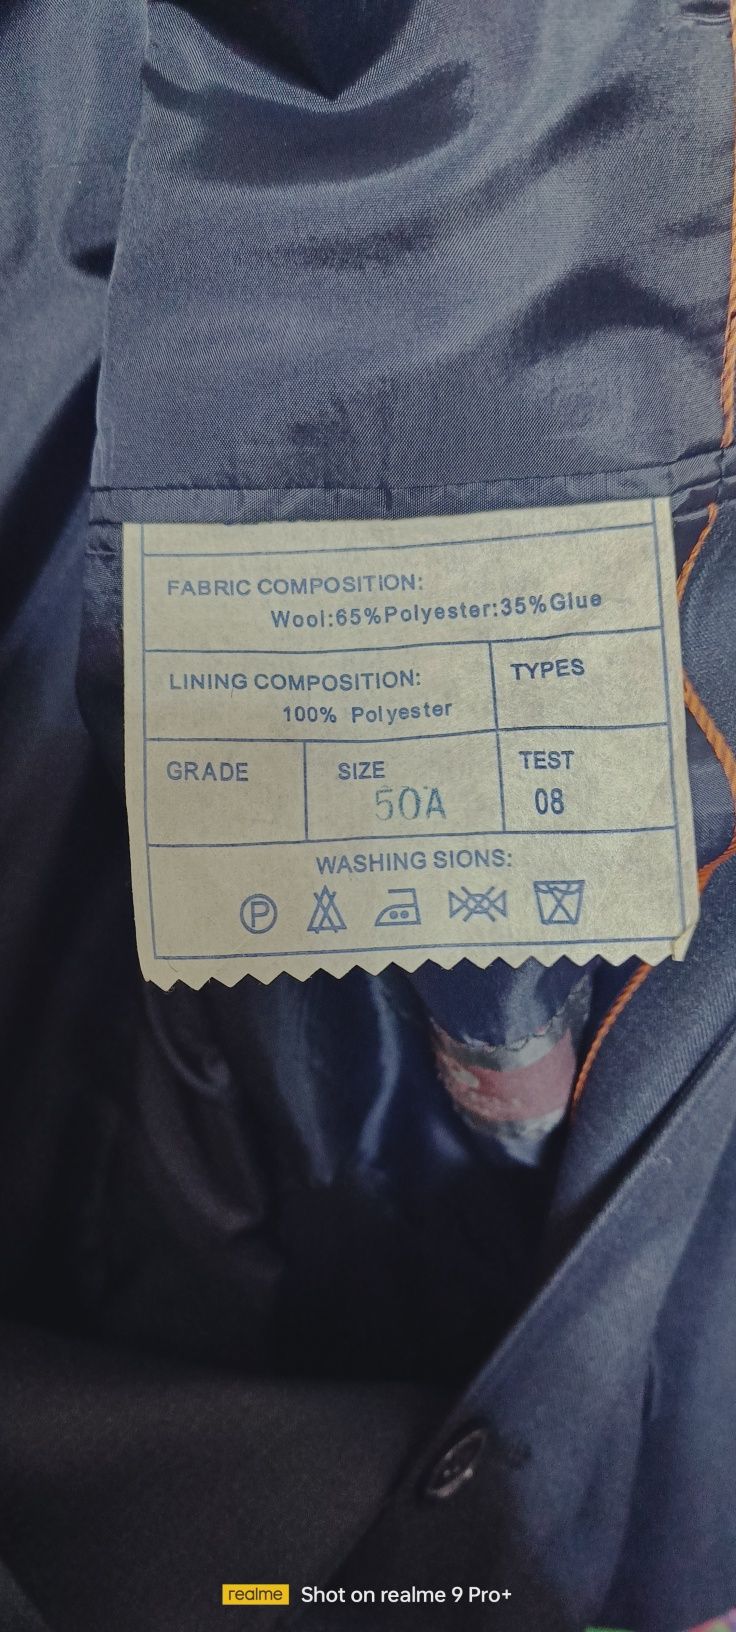 FABRIC COMPOSITION:
Wool:65%Polyester:35%Glue
LINING COMPOSITION:
100% Polyester
TYPES
GRADE
SIZE
50A
TEST
08
WASHING SIONS:
P
realme Shot on realme 9 Pro+